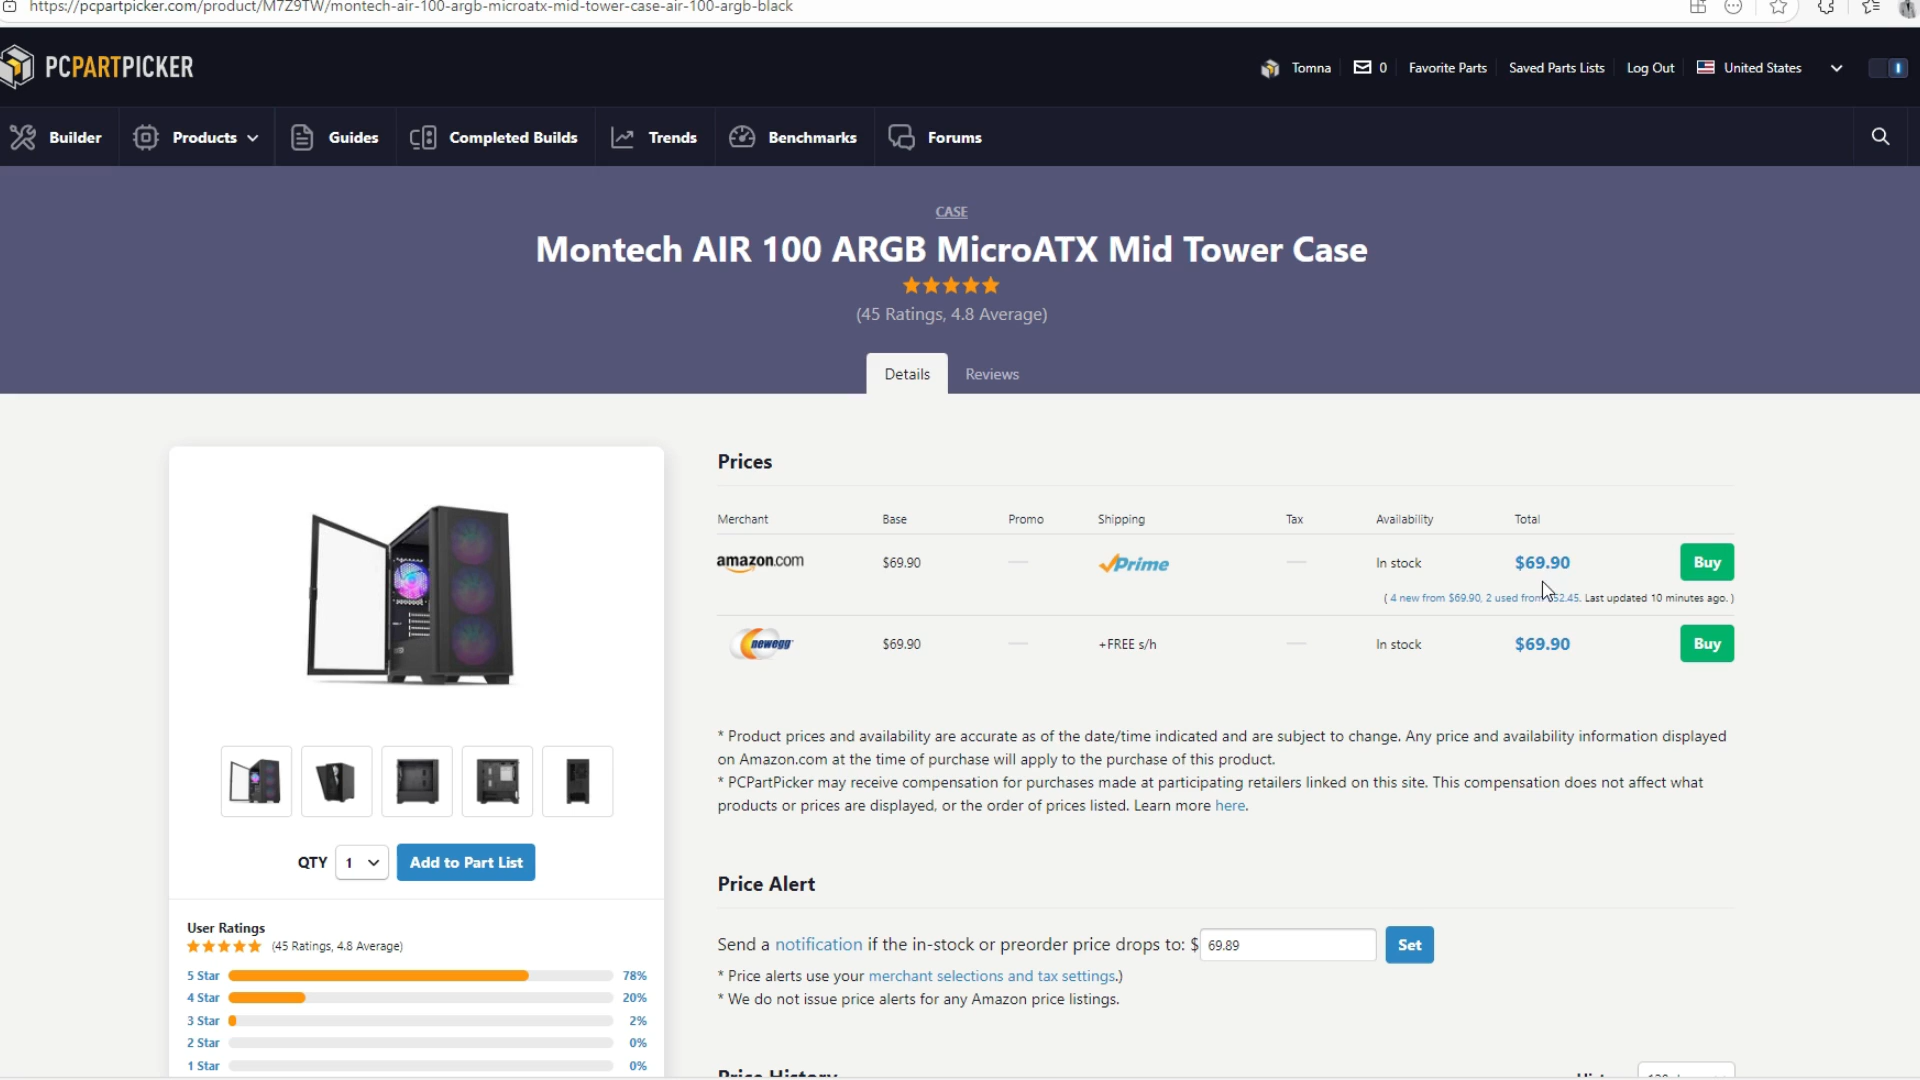 https://pcpartpicker.com/product/M7Z9TW/montech-air-100-argb-microatx-mid-tower-case-air-100-argb-black
PCPARTPICKER
Tomna 0 Favorite Parts Saved Parts Lists Log Out United States
Builder Products Guides Completed Builds Trends Benchmarks Forums
CASE
Montech AIR 100 ARGB MicroATX Mid Tower Case
(45 Ratings, 4.8 Average)
Details Reviews
Prices
Merchant Base Promo Shipping Tax Availability Total
amazon.com $69.90 — Prime — In stock $69.90 Buy
( 4 new from $69.90, 2 used from $52.45. Last updated 10 minutes ago. )
newegg $69.90 — +FREE s/h — In stock $69.90 Buy
* Product prices and availability are accurate as of the date/time indicated and are subject to change. Any price and availability information displayed
on Amazon.com at the time of purchase will apply to the purchase of this product.
* PCPartPicker may receive compensation for purchases made at participating retailers linked on this site. This compensation does not affect what
products or prices are displayed, or the order of prices listed. Learn more here.
QTY 1 Add to Part List
Price Alert
Send a notification if the in-stock or preorder price drops to: $ 69.89 Set
* Price alerts use your merchant selections and tax settings.)
* We do not issue price alerts for any Amazon price listings.
User Ratings
(45 Ratings, 4.8 Average)
5 Star 78%
4 Star 20%
3 Star 2%
2 Star 0%
1 Star 0%
Price History